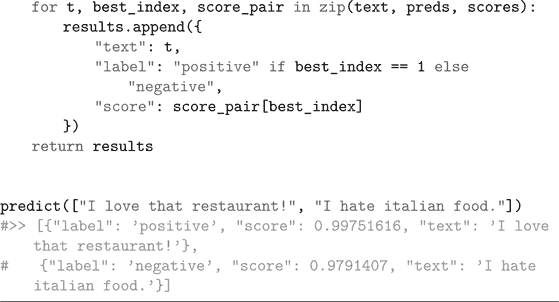 for t, best_index, score_pair in zip(text, preds, scores):
results.append({
"text": t,
"label": "positive" if best_index == 1 else
"negative",
"score": score_pair[best_index]
})
return results
predict(["I love that restaurant!", "I hate italian food."])
#>> [{"label": ’positive’, "score": 0.99751616, "text": ’I love
that restaurant!’},
# {"label": ’negative’, "score": 0.9791407, "text": ’I hate
italian food.’}]